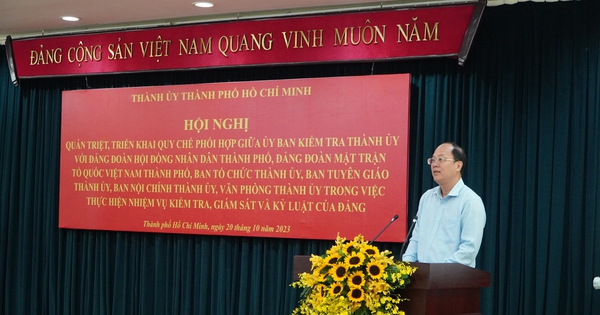 ĐẢNG CỘNG SẢN VIỆT NAM QUANG VINH MUÔN NĂM
THÀNH ỦY THÀNH PHỐ HỒ CHÍ MINH
HỘI NGHỊ
QUÁN TRIỆT, TRIỂN KHAI QUY CHẾ PHỐI HỢP GIỮA ỦY BAN KIỂM TRA THÀNH ỦY
VỚI ĐẢNG ĐOÀN HỘI ĐỒNG NHÂN DÂN THÀNH PHỐ, ĐẢNG ĐOÀN MẶT TRẬN
TỔ QUỐC VIỆT NAM THÀNH PHỐ, BAN TỔ CHỨC THÀNH ỦY, BAN TUYÊN GIÁO
THÀNH ỦY, BAN NỘI CHÍNH THÀNH ỦY, VĂN PHÒNG THÀNH ỦY TRONG VIỆC
THỰC HIỆN NHIỆM VỤ KIỂM TRA, GIÁM SÁT VÀ KỶ LUẬT CỦA ĐẢNG
Thành phố Hồ Chí Minh, ngày 20 tháng 10 năm 2023